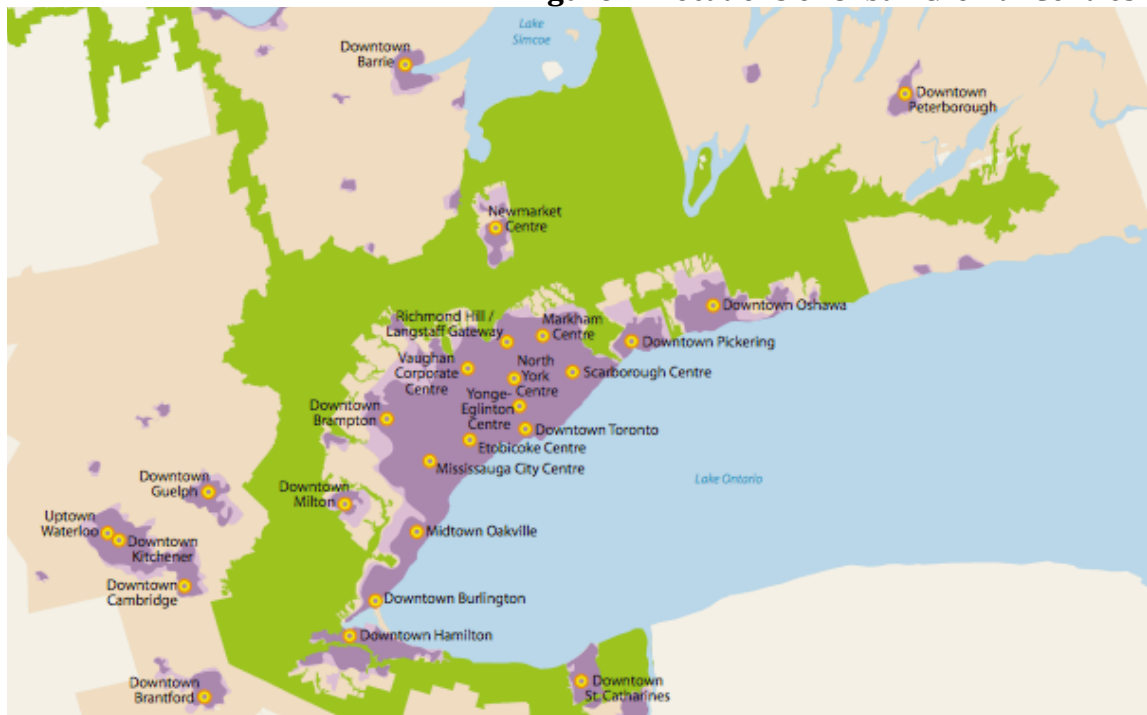 Lake
Simcoe
Downtown
Barrie
Downtown
Peterborough
Newmarket
Centre
Downtown Oshawa
Richmond Hill /
Langstaff Gateway
Markham
Centre
Downtown Pickering
Vaughan
Corporate
Centre
North
York
Centre
Scarborough Centre
Yonge-
Eglinton
Centre
Downtown
Brampton
Downtown Toronto
Etobicoke Centre
Mississauga City Centre
Lake Ontario
Downtown
Guelph
Downtown
Milton
Uptown
Waterloo
Downtown
Kitchener
Midtown Oakville
Downtown
Cambridge
Downtown Burlington
Downtown Hamilton
Downtown
Brantford
Downtown
St. Catharines